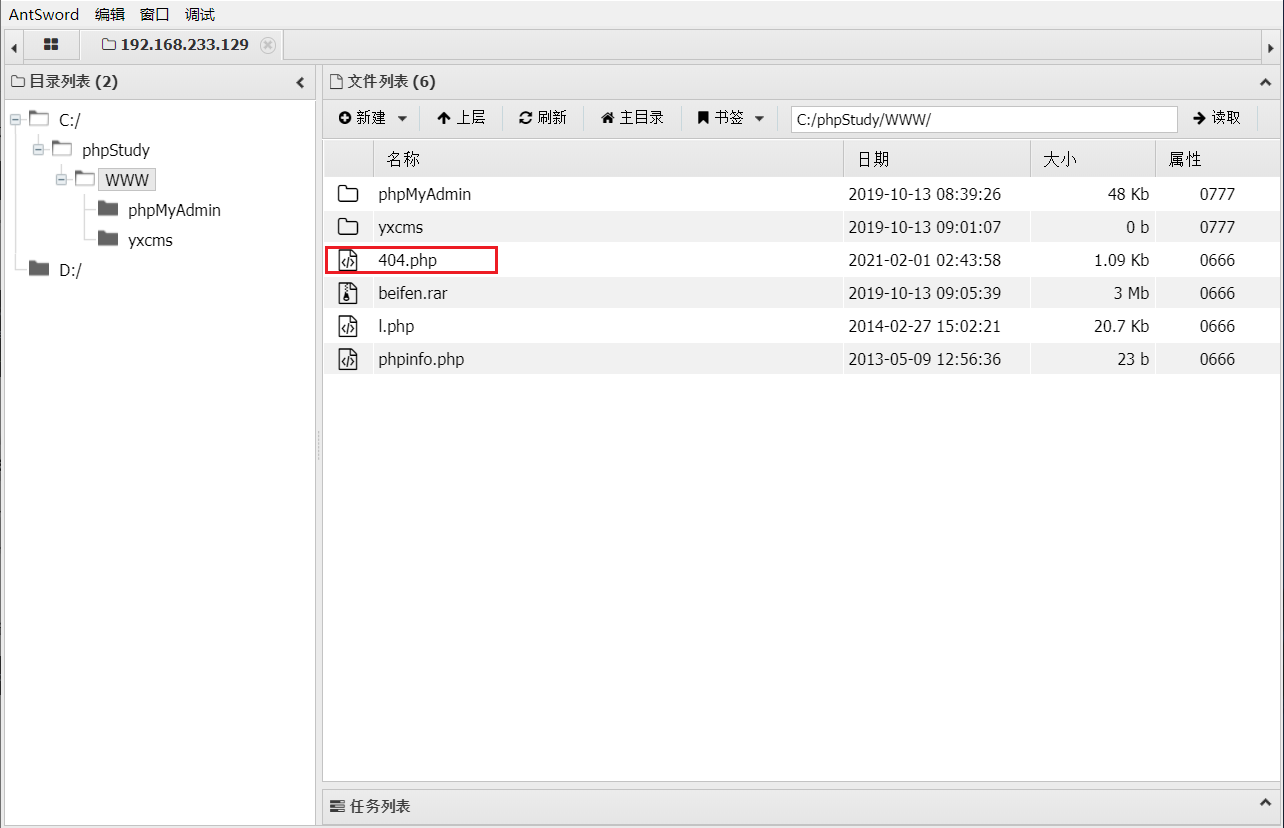 AntSword 编辑 窗口 调试
192.168.233.129
目录列表 (2)
C:/
phpStudy
WWW
phpMyAdmin
yxcms
D:/
文件列表 (6)
新建 上层 刷新 主目录 书签 C:/phpStudy/WWW/ 读取
名称 日期 大小 属性
phpMyAdmin 2019-10-13 08:39:26 48 Kb 0777
yxcms 2019-10-13 09:01:07 0 b 0777
404.php 2021-02-01 02:43:58 1.09 Kb 0666
beifen.rar 2019-10-13 09:05:39 3 Mb 0666
l.php 2014-02-27 15:02:21 20.7 Kb 0666
phpinfo.php 2013-05-09 12:56:36 23 b 0666
任务列表